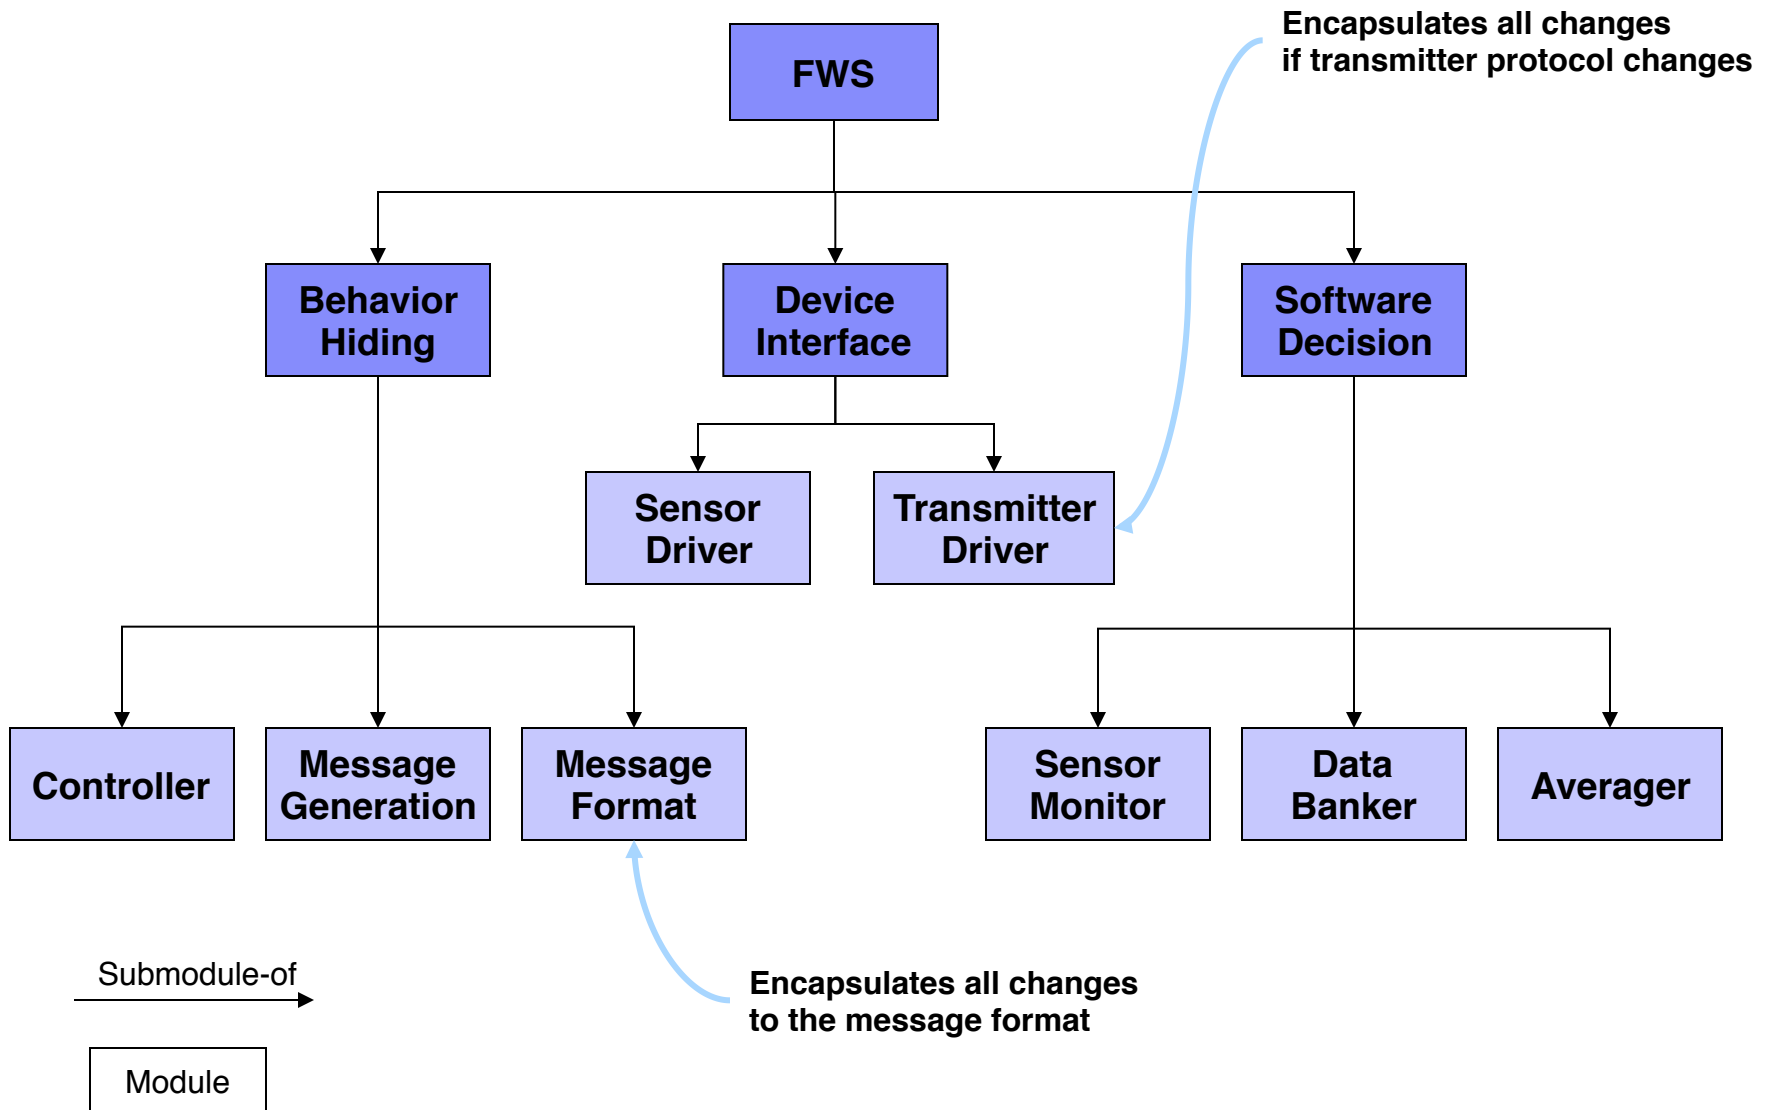 Encapsulates all changes
if transmitter protocol changes
FWS
Behavior
Hiding
Device
Interface
Software
Decision
Sensor
Driver
Transmitter
Driver
Controller
Message
Generation
Message
Format
Sensor
Monitor
Data
Banker
Averager
Submodule-of
Encapsulates all changes
to the message format
Module